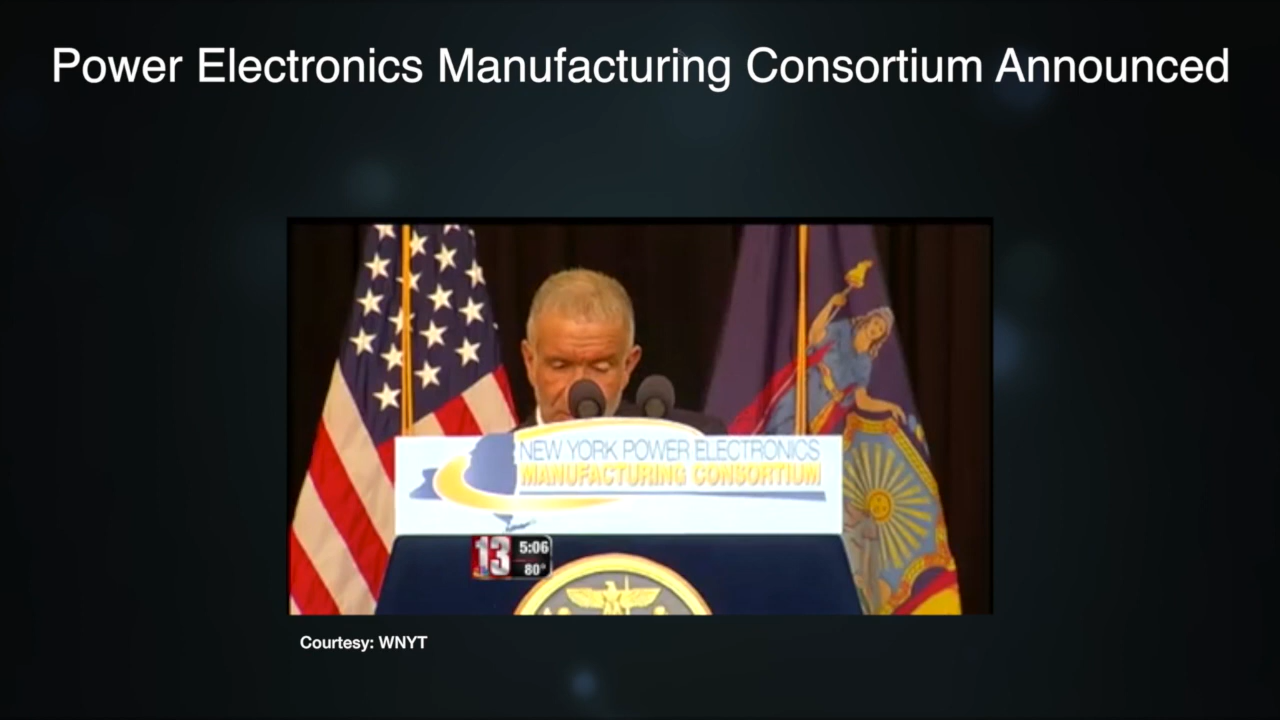 Power Electronics Manufacturing Consortium Announced
NEW YORK POWER ELECTRONICS
MANUFACTURING CONSORTIUM
13 5:06
80°
Courtesy: WNYT